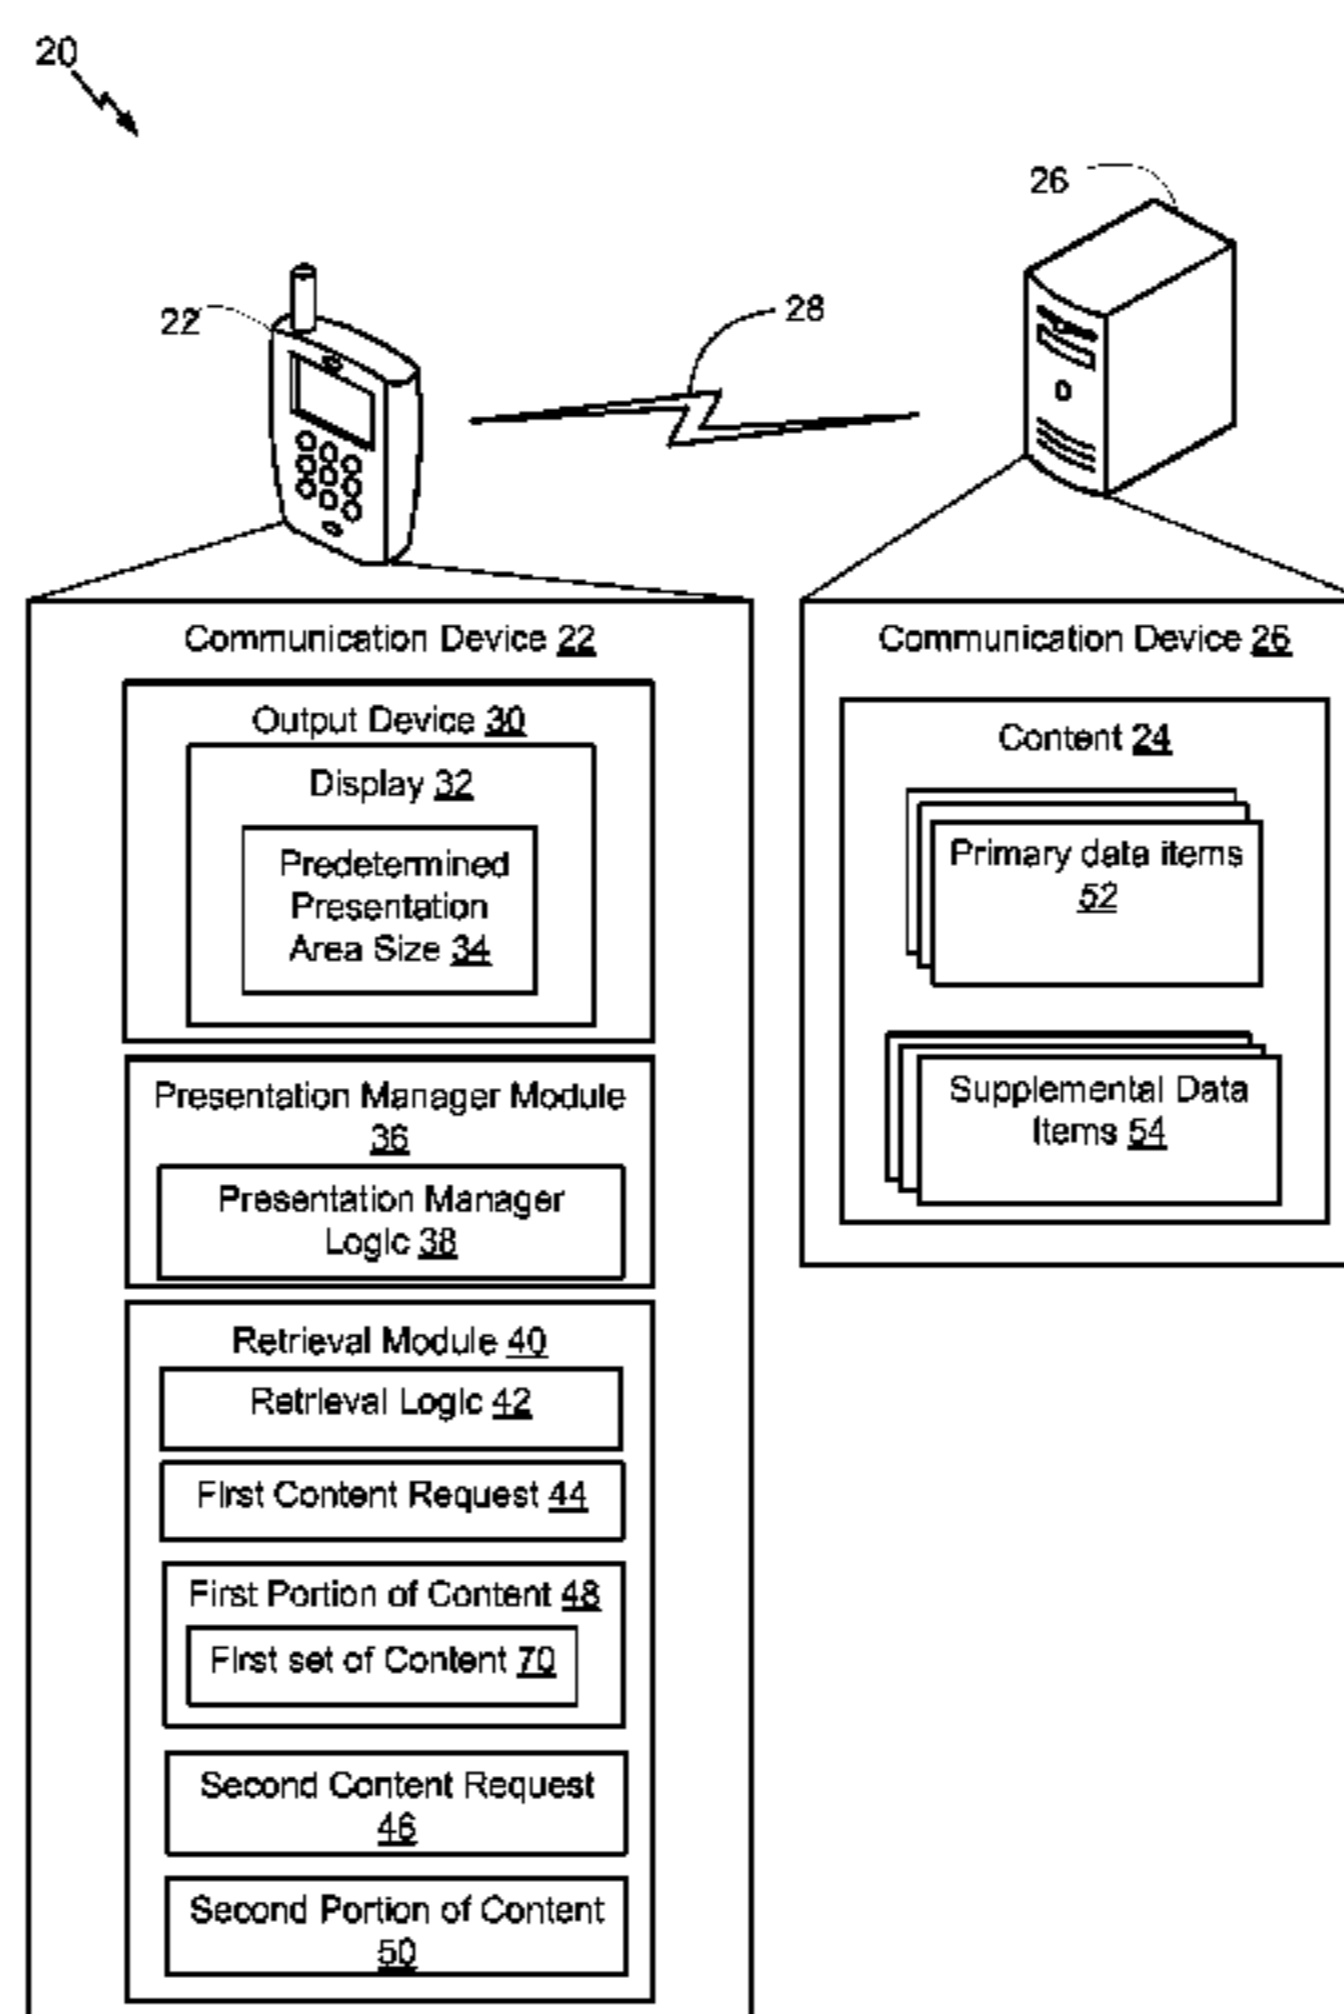 20
26
22
28
Communication Device 22
Output Device 30
Display 32
Predetermined
Presentation
Area Size 34
Presentation Manager Module
36
Presentation Manager
Logic 38
Retrieval Module 40
Retrieval Logic 42
First Content Request 44
First Portion of Content 48
First set of Content 70
Second Content Request
46
Second Portion of Content
50
Communication Device 26
Content 24
Primary data items
52
Supplemental Data
Items 54